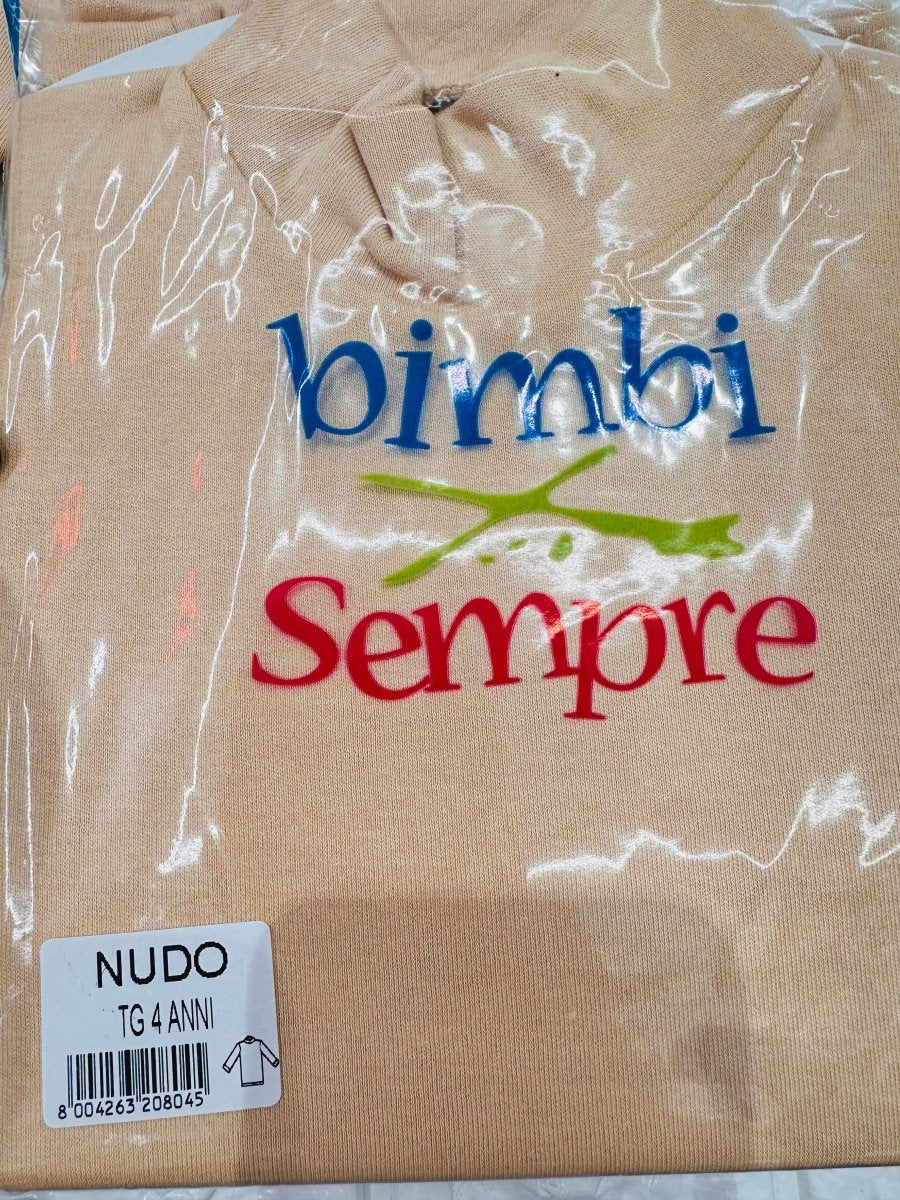 bimbi
X
Sempre
NUDO
TG 4 ANNI
8 004263 208045